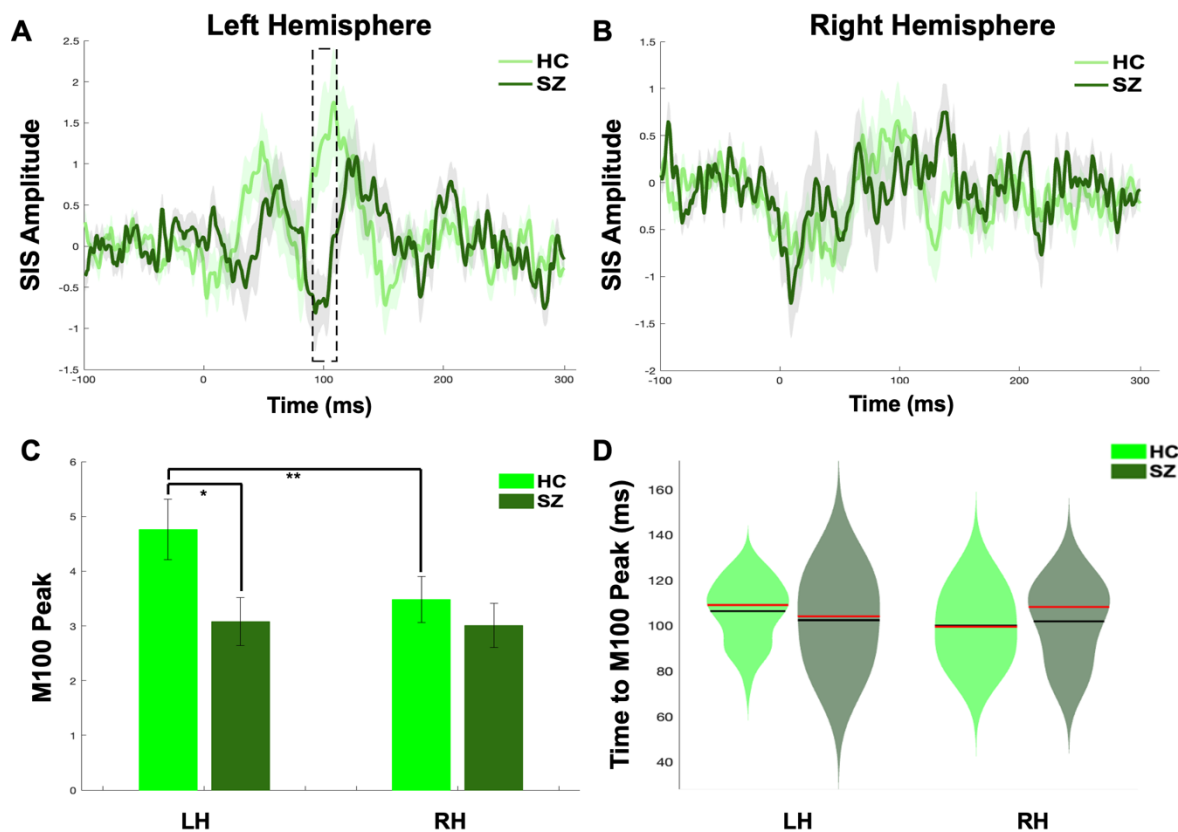 A
Left Hemisphere
HC
SZ
SIS Amplitude
2.5
2
1.5
1
0.5
0
-0.5
-1
-1.5
-100
0
100
200
300
Time (ms)
B
Right Hemisphere
HC
SZ
SIS Amplitude
1.5
1
0.5
0
-0.5
-1
-1.5
-2
-100
0
100
200
300
Time (ms)
C
HC
SZ
M100 Peak
6
5
4
3
2
1
0
*
**
LH
RH
D
HC
SZ
Time to M100 Peak (ms)
160
140
120
100
80
60
40
LH
RH